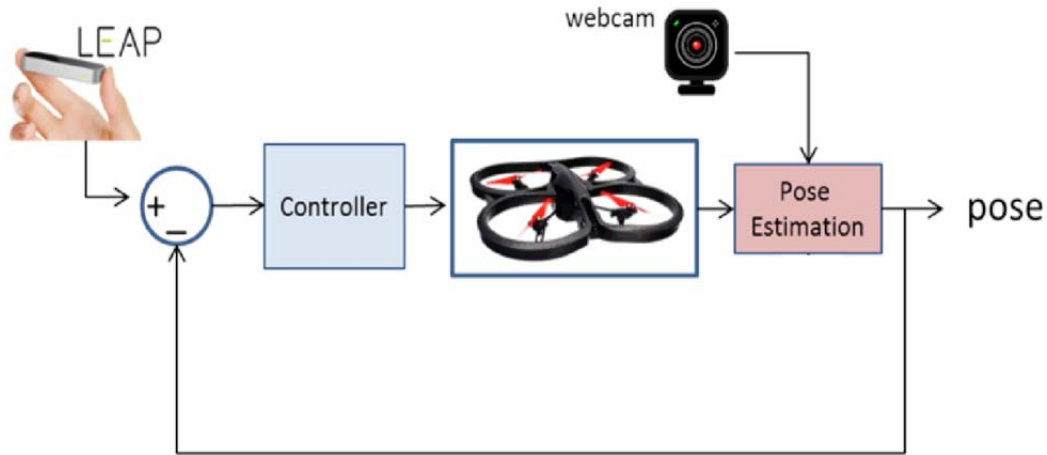 LEAP
webcam
+
−
Controller
Pose
Estimation
pose